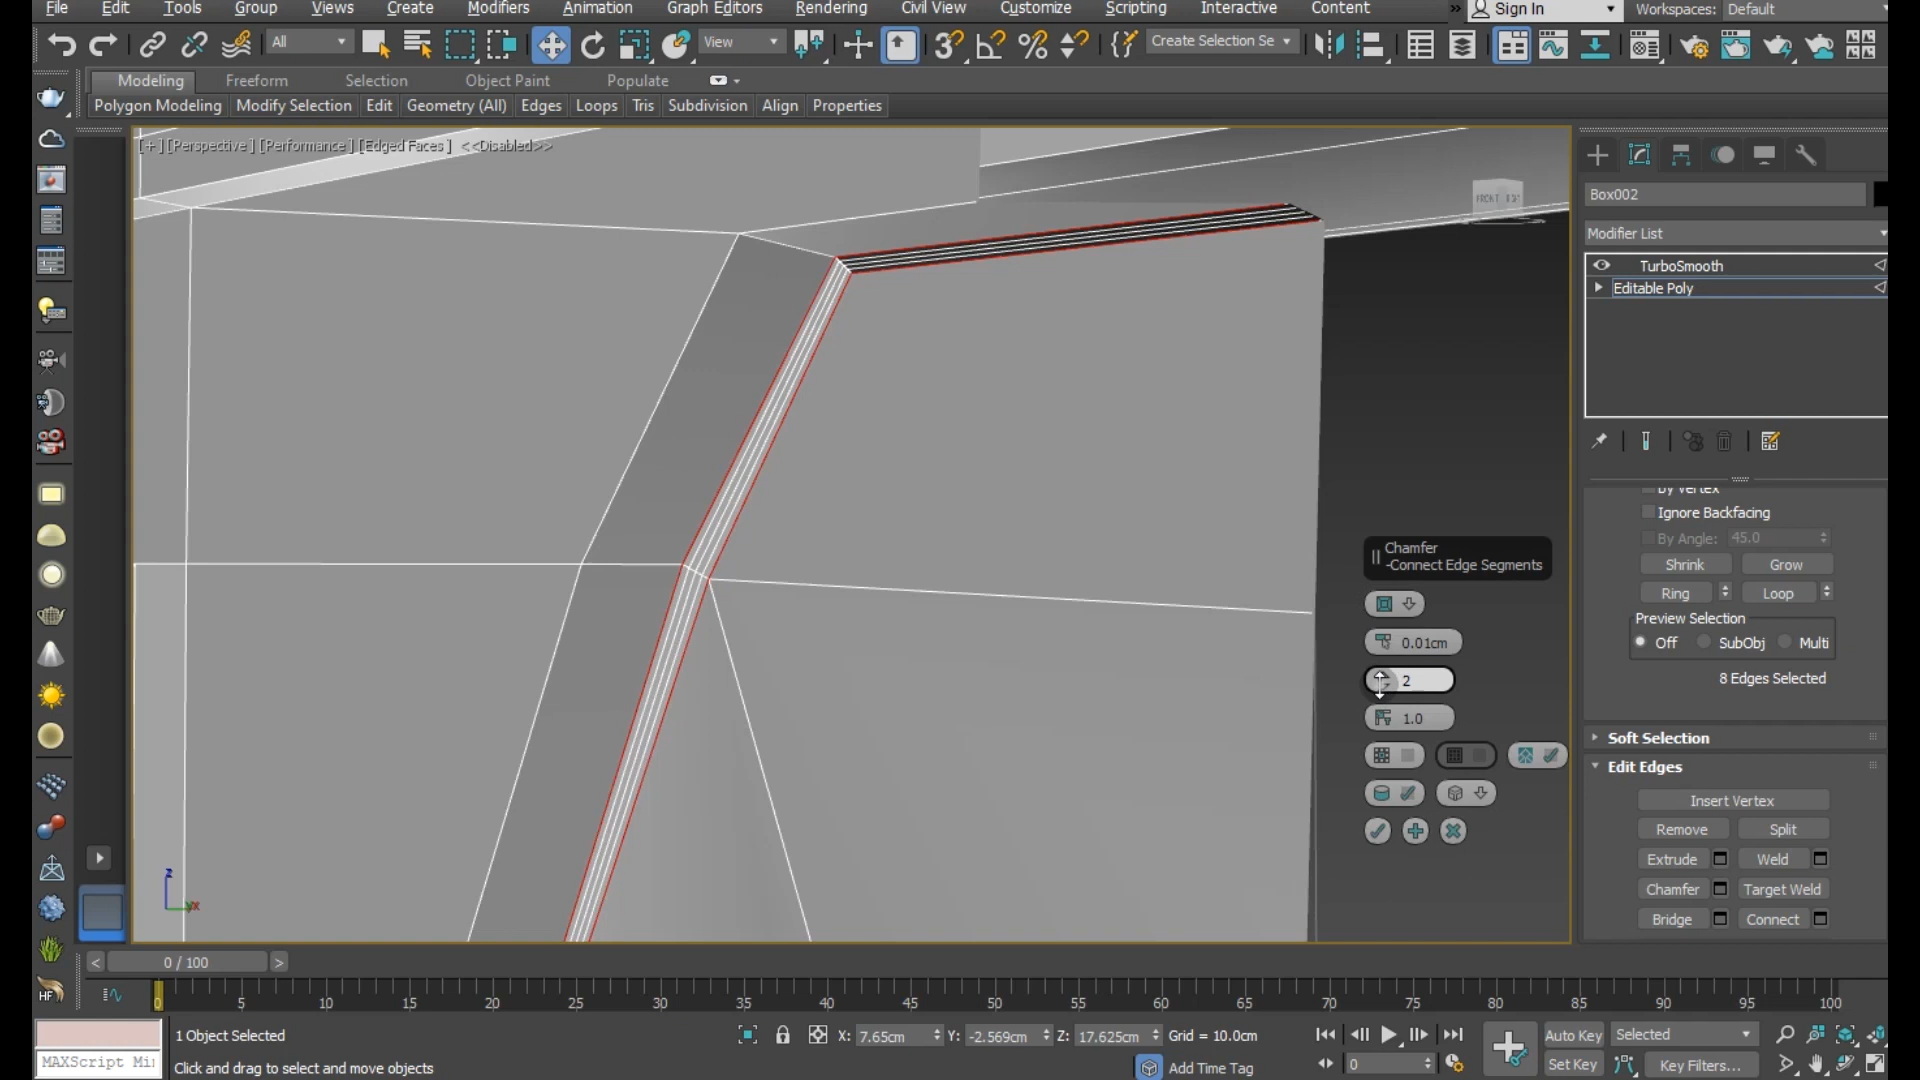 File Edit Tools Group Views Create Modifiers Animation Graph Editors Rendering Civil View Customize Scripting Interactive Content » Sign In Workspaces: Default
All View Create Selection Se
Modeling Freeform Selection Object Paint Populate
Polygon Modeling Modify Selection Edit Geometry (All) Edges Loops Tris Subdivision Align Properties
[+] [Perspective] [Performance] [Edged Faces] <<Disabled>>
FRONT
Box002
Modifier List
TurboSmooth
Editable Poly
By Vertex
Ignore Backfacing
By Angle: 45.0
Shrink Grow
Ring Loop
Preview Selection
Off SubObj Multi
8 Edges Selected
Soft Selection
Edit Edges
Insert Vertex
Remove Split
Extrude Weld
Chamfer Target Weld
Bridge Connect
Chamfer
-Connect Edge Segments
0.01cm
2
1.0
z
x
HF
< 0 / 100 >
0 5 10 15 20 25 30 35 40 45 50 55 60 65 70 75 80 85 90 95 100
1 Object Selected X: 7.65cm Y: -2.569cm Z: 17.625cm Grid = 10.0cm Auto Key Selected
MAXScript Mi Click and drag to select and move objects Add Time Tag 0 Set Key Key Filters...